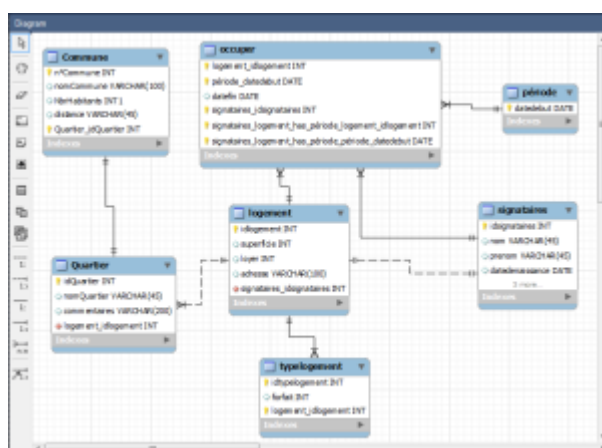 Diagram
Commune
n°Commune INT
nomCommune VARCHAR(100)
NbrHabitants INT
distance VARCHAR(45)
Quartier_idQuartier INT
Indexes
occuper
logement_idlogement INT
période_datedebut DATE
datefin DATE
signataires_idsignataires INT
signataires_logement_has_période_logement_idlogement INT
signataires_logement_has_période_période_datedebut DATE
Indexes
période
datedebut DATE
Indexes
logement
idlogement INT
superficie INT
loyer INT
adresse VARCHAR(100)
signataires_idsignataires INT
Indexes
signataires
idsignataires INT
nom VARCHAR(45)
prenom VARCHAR(45)
datedenaissance DATE
3 more...
Indexes
Quartier
idQuartier INT
nomQuartier VARCHAR(45)
commentaires VARCHAR(200)
logement_idlogement INT
Indexes
typelogement
idtypelogement INT
forfait INT
logement_idlogement INT
Indexes